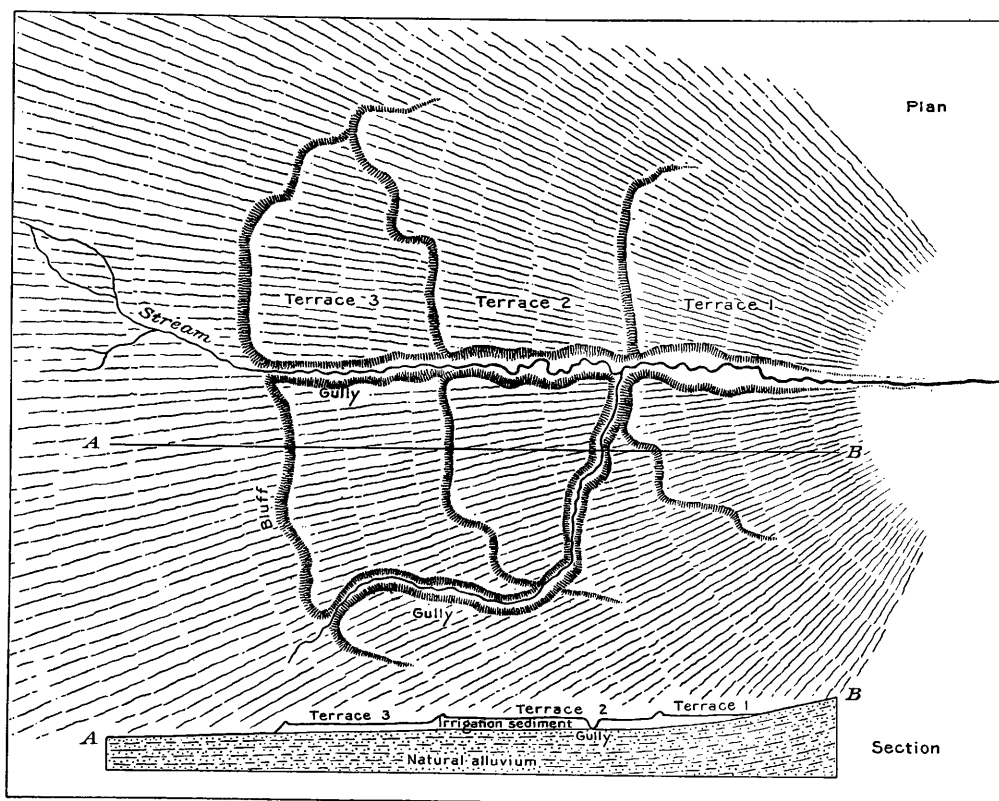 Plan
Terrace 3
Terrace 2
Terrace 1
Stream
Gully
A
B
Bluff
Gully
B
Terrace 3
Terrace 2
Terrace 1
Irrigation sediment
A
Gully
Section
Natural alluvium